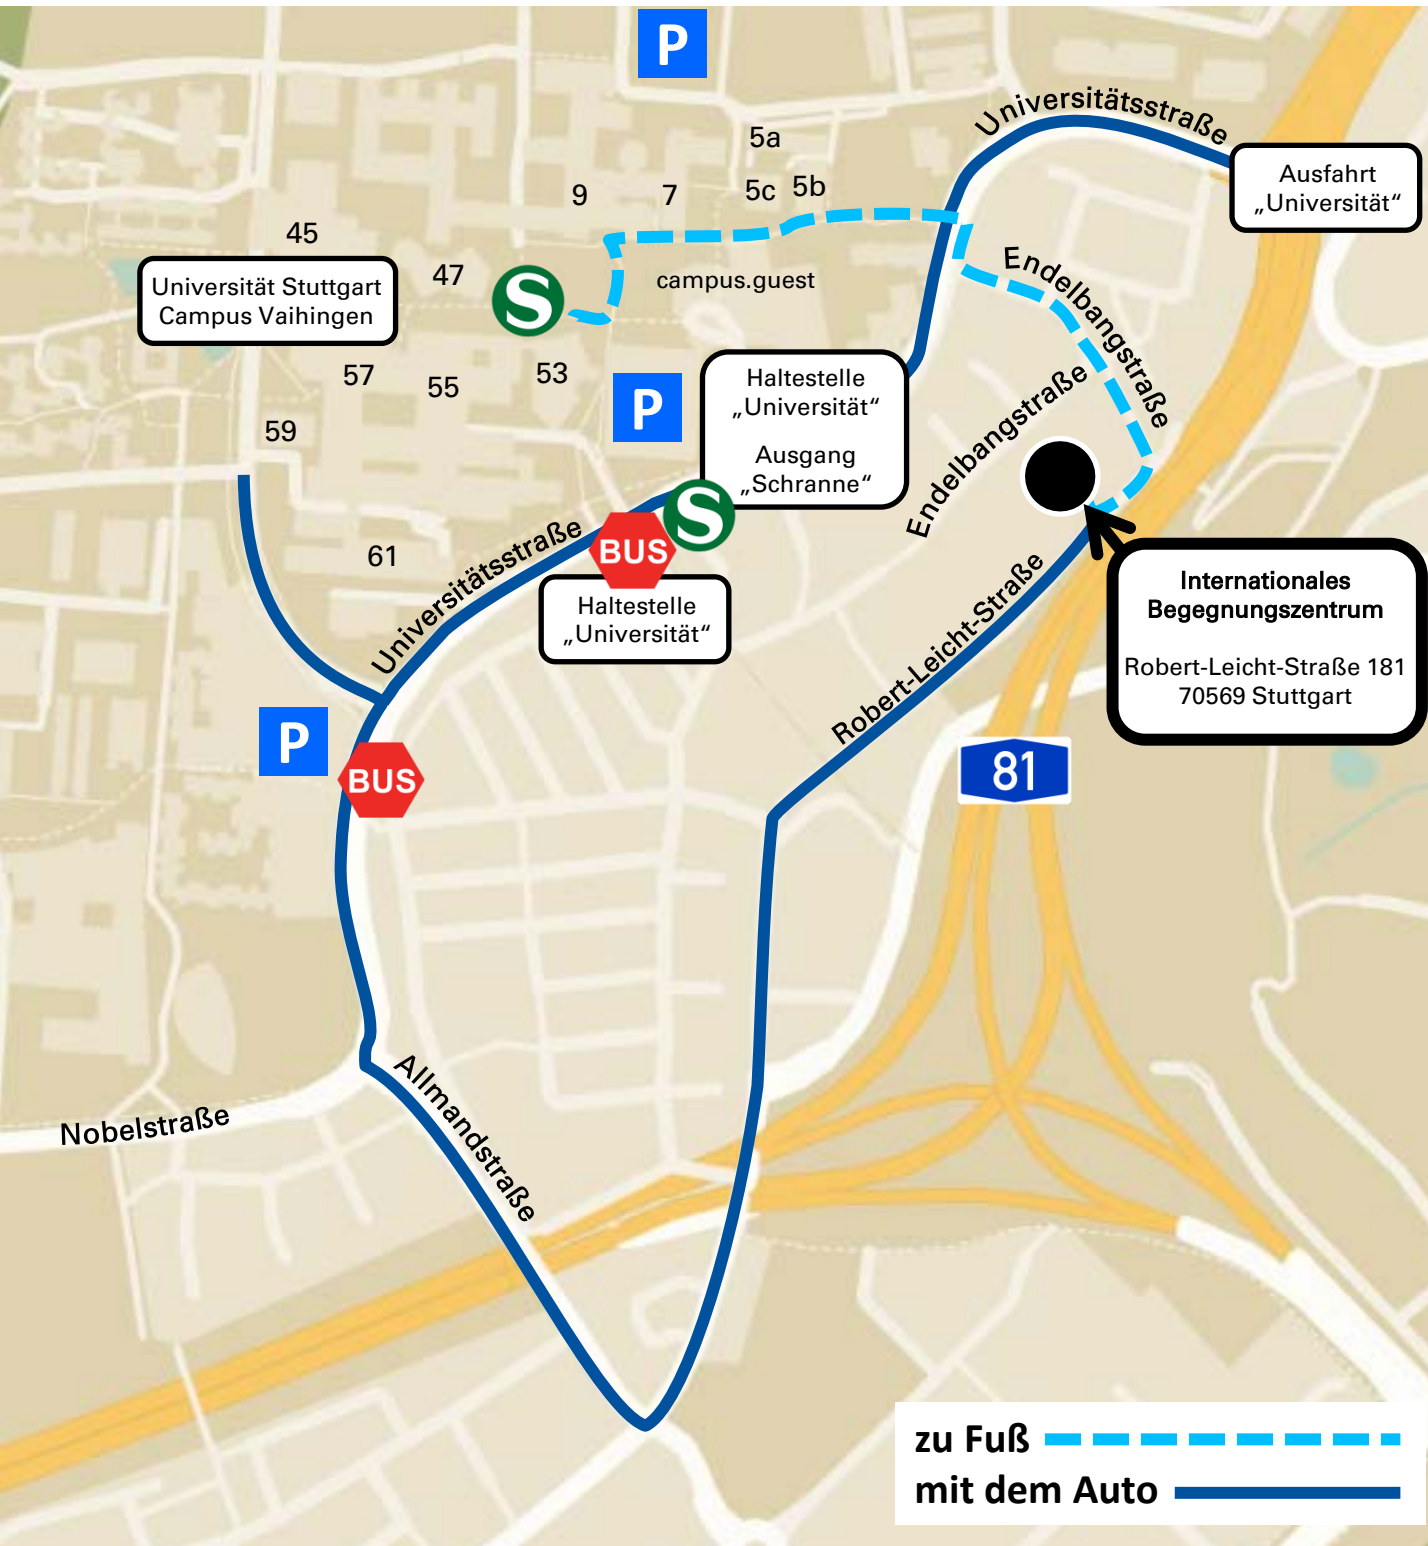 P
Universitätsstraße
5a
Ausfahrt
„Universität“
9
7
5c
5b
45
Endelbangstraße
47
S
campus.guest
Universität Stuttgart
Campus Vaihingen
57
55
53
P
Haltestelle
„Universität“
Ausgang
„Schranne“
Endelbangstraße
59
S
BUS
Universitätsstraße
61
Haltestelle
„Universität“
Robert-Leicht-Straße
Internationales
Begegnungszentrum
Robert-Leicht-Straße 181
70569 Stuttgart
P
BUS
81
Allmandstraße
Nobelstraße
zu Fuß
mit dem Auto